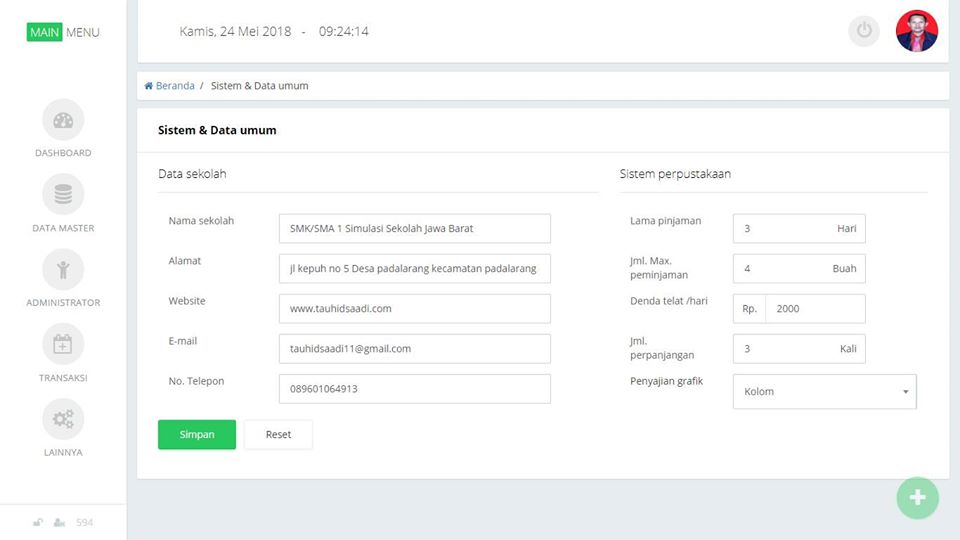 MAIN MENU
Kamis, 24 Mei 2018 - 09:24:14
Beranda / Sistem & Data umum
DASHBOARD
DATA MASTER
ADMINISTRATOR
TRANSAKSI
LAINNYA
594
Sistem & Data umum
Data sekolah
Nama sekolah SMK/SMA 1 Simulasi Sekolah Jawa Barat
Alamat jl kepuh no 5 Desa padalarang kecamatan padalarang
Website www.tauhidsaadi.com
E-mail tauhidsaadi11@gmail.com
No. Telepon 089601064913
Simpan Reset
Sistem perpustakaan
Lama pinjaman 3 Hari
Jml. Max. 4 Buah
peminjaman
Denda telat /hari Rp. 2000
Jml. 3 Kali
perpanjangan
Penyajian grafik Kolom